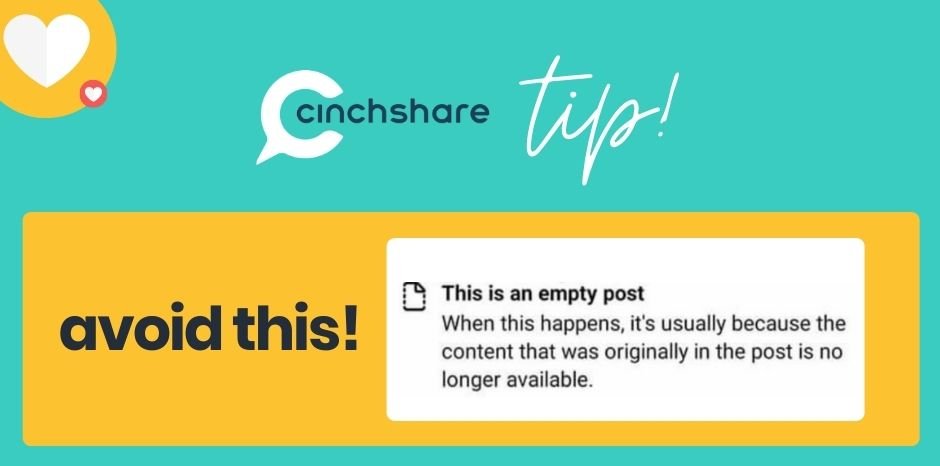 cinchshare tip!
avoid this!
This is an empty post
When this happens, it's usually because the
content that was originally in the post is no
longer available.